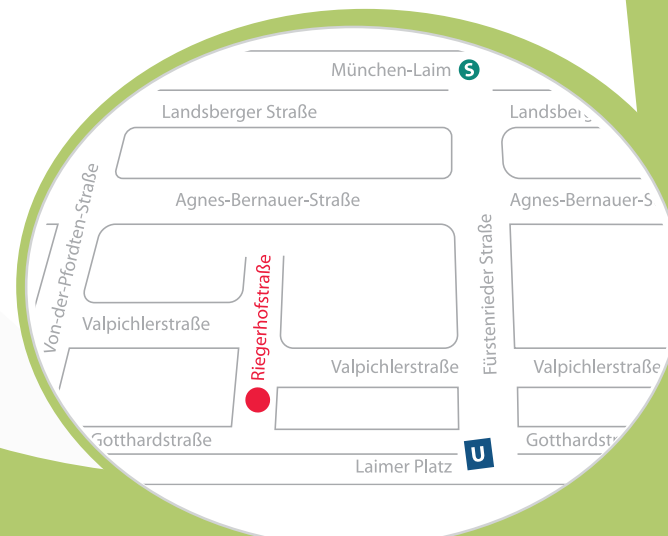 München-Laim S
Landsberger Straße
Agnes-Bernauer-Straße
Agnes-Bernauer-S
Von-der-Pfordten-Straße
Riegerhofstraße
Fürstenrieder Straße
Valpichlerstraße
Valpichlerstraße
Valpichlerstraße
Gotthardstraße
Gotthardstr
Laimer Platz
U